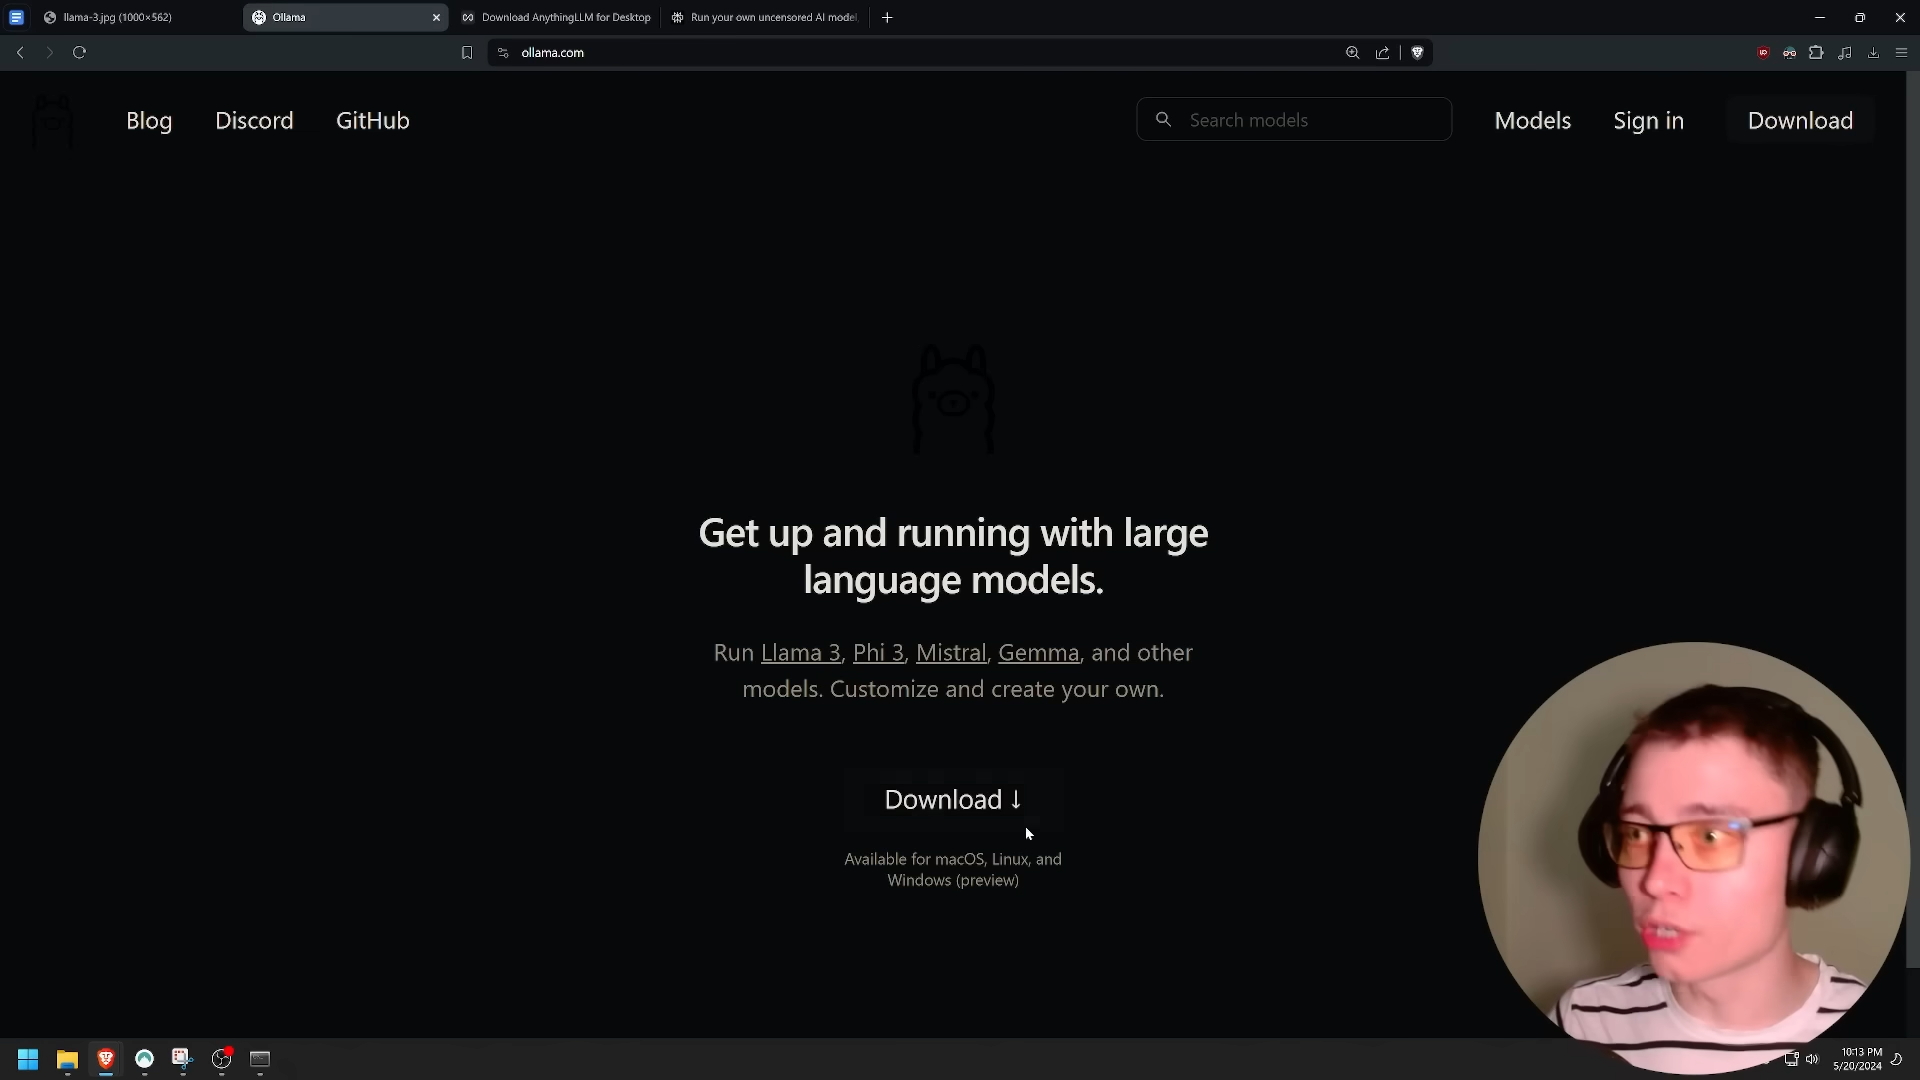 llama-3.jpg (1000×562)
Ollama
Download AnythingLLM for Desktop
Run your own uncensored AI model,
ollama.com
Blog
Discord
GitHub
Search models
Models
Sign in
Download
Get up and running with large
language models.
Run Llama 3, Phi 3, Mistral, Gemma, and other
models. Customize and create your own.
Download ↓
Available for macOS, Linux, and
Windows (preview)
10:13 PM
5/20/2024